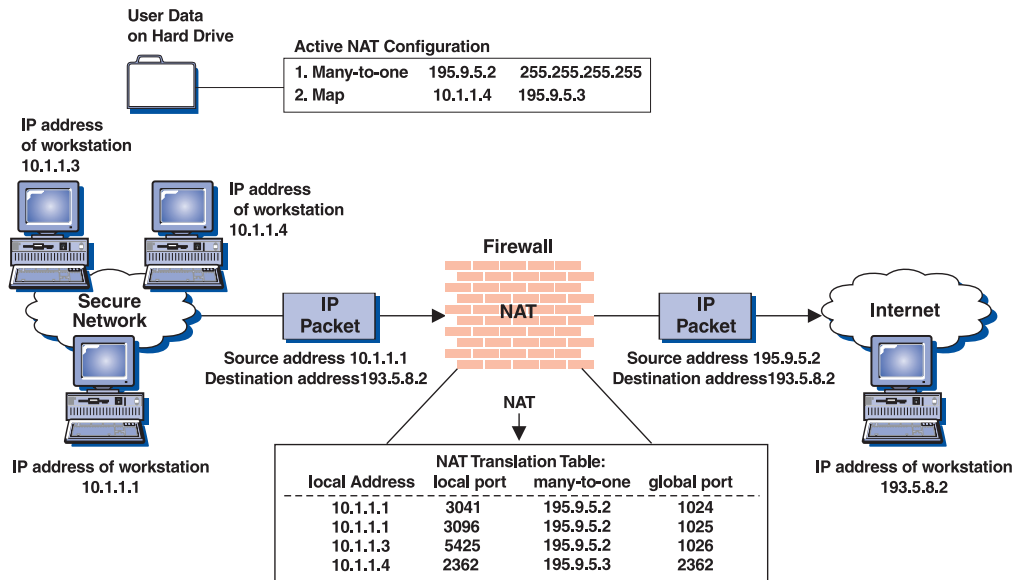 User Data
on Hard Drive
Active NAT Configuration
1. Many-to-one 195.9.5.2 255.255.255.255
2. Map 10.1.1.4 195.9.5.3
IP address
of workstation
10.1.1.3
IP address
of workstation
10.1.1.4
Firewall
Secure
Network
IP
Packet
NAT
IP
Packet
Internet
Source address 10.1.1.1
Destination address193.5.8.2
Source address 195.9.5.2
Destination address193.5.8.2
NAT
IP address of workstation
10.1.1.1
IP address of workstation
193.5.8.2
NAT Translation Table:
local Address local port many-to-one global port
10.1.1.1 3041 195.9.5.2 1024
10.1.1.1 3096 195.9.5.2 1025
10.1.1.3 5425 195.9.5.2 1026
10.1.1.4 2362 195.9.5.3 2362